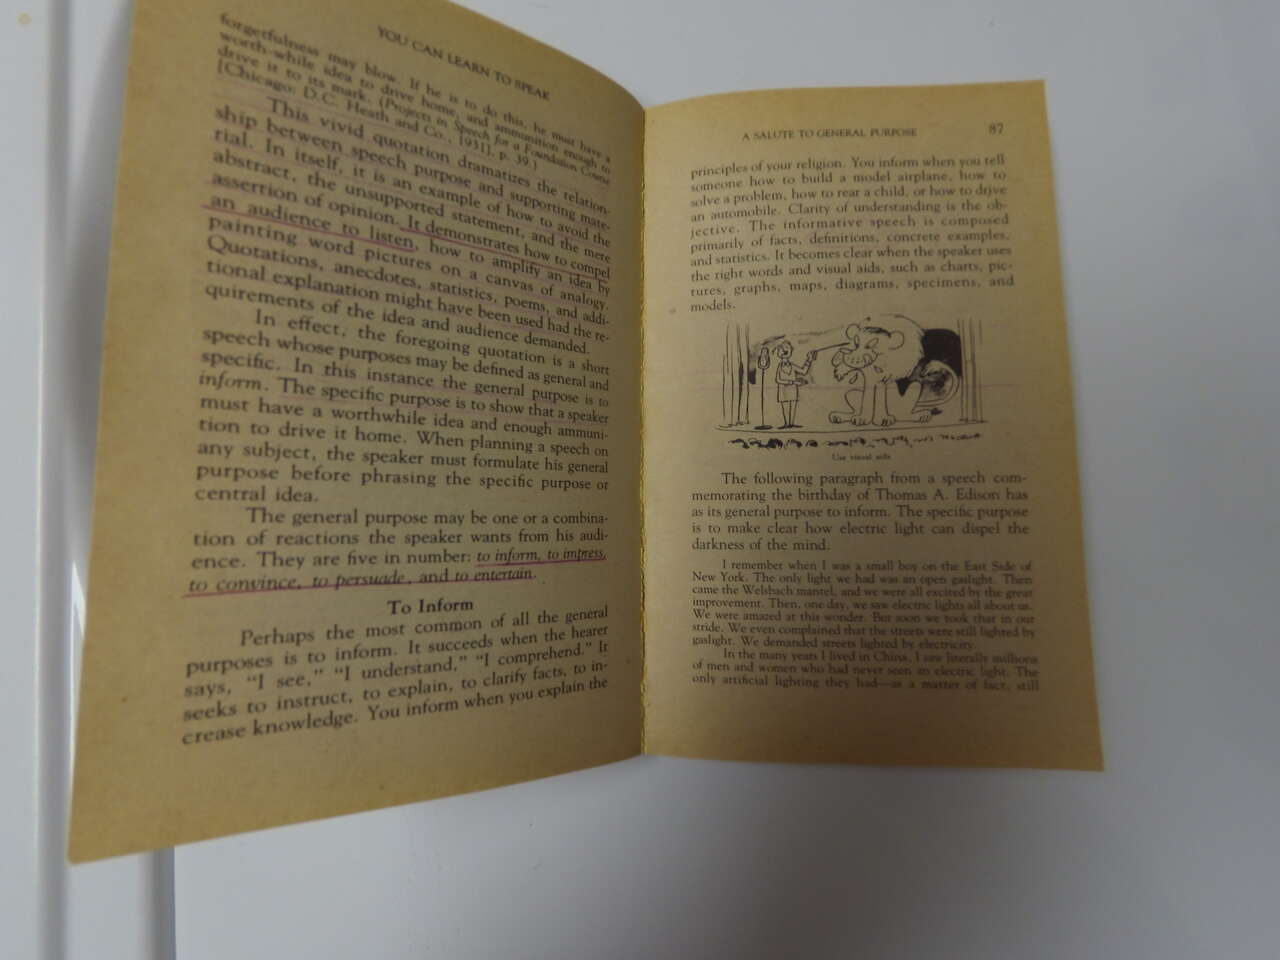 YOU CAN LEARN TO SPEAK
forgetfulness may blow. If he is to do this, he must have a
worth-while idea to drive home, and ammunition enough to
drive it to its mark. (Projects in Speech for a Foundation Course
[Chicago: D.C. Heath and Co., 1931], p. 39.)
This vivid quotation dramatizes the relation-
ship between speech purpose and supporting mate-
rial. In itself, it is an example of how to avoid the
abstract, the unsupported statement, and the mere
assertion of opinion. It demonstrates how to compel
an audience to listen, how to amplify an idea by
painting word pictures on a canvas of analogy.
Quotations, anecdotes, statistics, poems, and addi-
tional explanation might have been used had the re-
quirements of the idea and audience demanded.
In effect, the foregoing quotation is a short
speech whose purposes may be defined as general and
specific. In this instance the general purpose is to
inform. The specific purpose is to show that a speaker
must have a worthwhile idea and enough ammuni-
tion to drive it home. When planning a speech on
any subject, the speaker must formulate his general
purpose before phrasing the specific purpose or
central idea.
The general purpose may be one or a combina-
tion of reactions the speaker wants from his audi-
ence. They are five in number: to inform, to impress,
to convince, to persuade, and to entertain.
To Inform
Perhaps the most common of all the general
purposes is to inform. It succeeds when the hearer
says, "I see," "I understand," "I comprehend." It
seeks to instruct, to explain, to clarify facts, to in-
crease knowledge. You inform when you explain the
A SALUTE TO GENERAL PURPOSE 87
principles of your religion. You inform when you tell
someone how to build a model airplane, how to
solve a problem, how to rear a child, or how to drive
an automobile. Clarity of understanding is the ob-
jective. The informative speech is composed
primarily of facts, definitions, concrete examples,
and statistics. It becomes clear when the speaker uses
the right words and visual aids, such as charts, pic-
tures, graphs, maps, diagrams, specimens, and
models.
Use visual aids
The following paragraph from a speech com-
memorating the birthday of Thomas A. Edison has
as its general purpose to inform. The specific purpose
is to make clear how electric light can dispel the
darkness of the mind.
I remember when I was a small boy on the East Side of
New York. The only light we had was an open gaslight. Then
came the Welsbach mantel, and we were all excited by the great
improvement. Then, one day, we saw electric lights all about us.
We were amazed at this wonder. But soon we took that in our
stride. We even complained that the streets were still lighted by
gaslight. We demanded streets lighted by electricity.
In the many years I lived in China, I saw literally millions
of men and women who had never seen an electric light. The
only artificial lighting they had—as a matter of fact, still